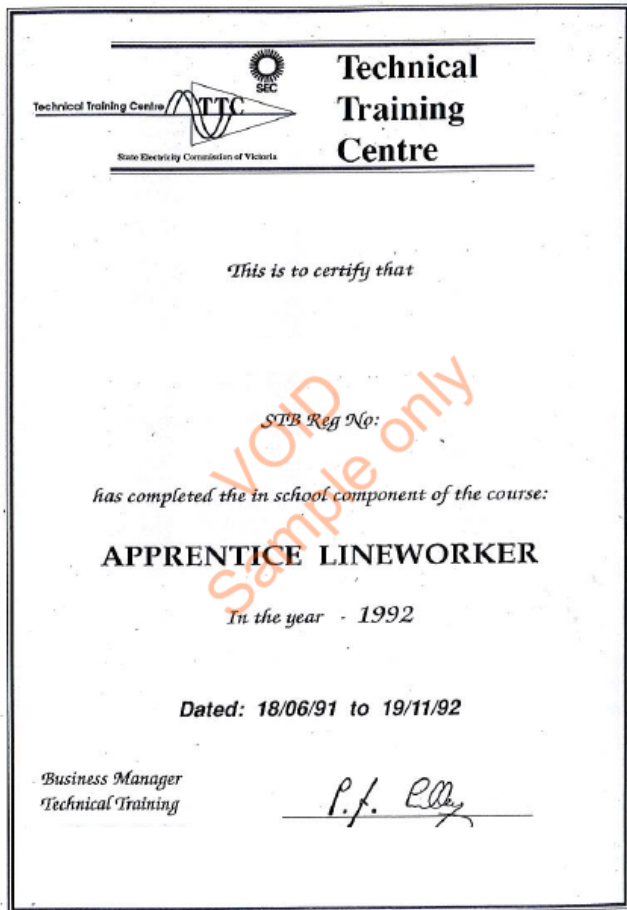 SEC
Technical Training Centre
TTC
State Electricity Commission of Victoria
Technical
Training
Centre
This is to certify that
STB Reg No:
VOID
Sample only
has completed the in school component of the course:
APPRENTICE LINEWORKER
In the year - 1992
Dated: 18/06/91 to 19/11/92
Business Manager
Technical Training